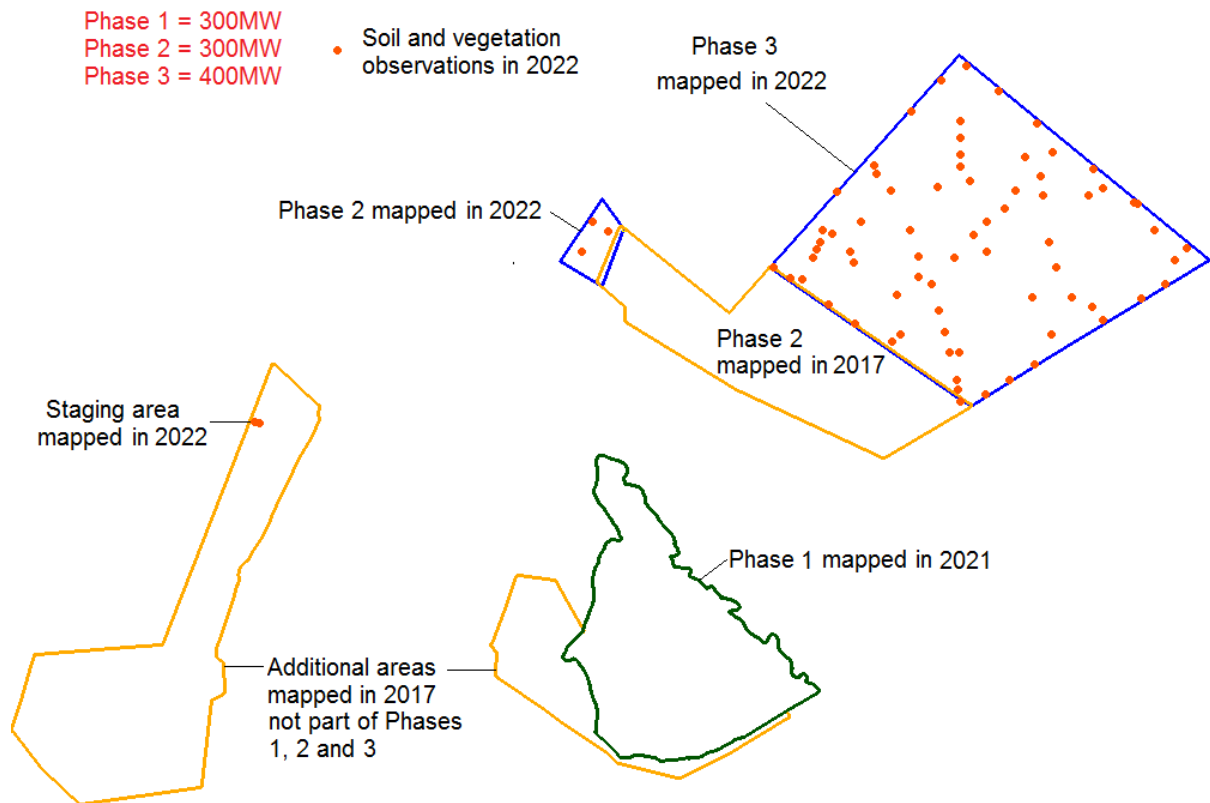 Phase 1 = 300MW
Phase 2 = 300MW
Phase 3 = 400MW
Soil and vegetation
observations in 2022
Phase 3
mapped in 2022
Phase 2 mapped in 2022
Phase 2
mapped in 2017
Staging area
mapped in 2022
Phase 1 mapped in 2021
Additional areas
mapped in 2017
not part of Phases
1, 2 and 3